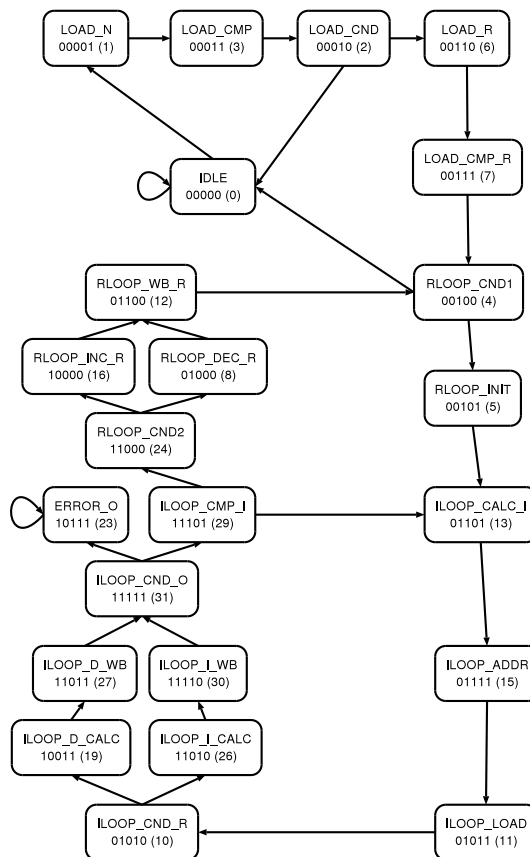 LOAD_N
00001 (1)
LOAD_CMP
00011 (3)
LOAD_CND
00010 (2)
LOAD_R
00110 (6)
LOAD_CMP_R
00111 (7)
IDLE
00000 (0)
RLOOP_WB_R
01100 (12)
RLOOP_CND1
00100 (4)
RLOOP_INC_R
10000 (16)
RLOOP_DEC_R
01000 (8)
RLOOP_INIT
00101 (5)
RLOOP_CND2
11000 (24)
ERROR_O
10111 (23)
ILOOP_CMP_I
11101 (29)
ILOOP_CALC_I
01101 (13)
ILOOP_CND_O
11111 (31)
ILOOP_D_WB
11011 (27)
ILOOP_I_WB
11110 (30)
ILOOP_ADDR
01111 (15)
ILOOP_D_CALC
10011 (19)
ILOOP_I_CALC
11010 (26)
ILOOP_CND_R
01010 (10)
ILOOP_LOAD
01011 (11)